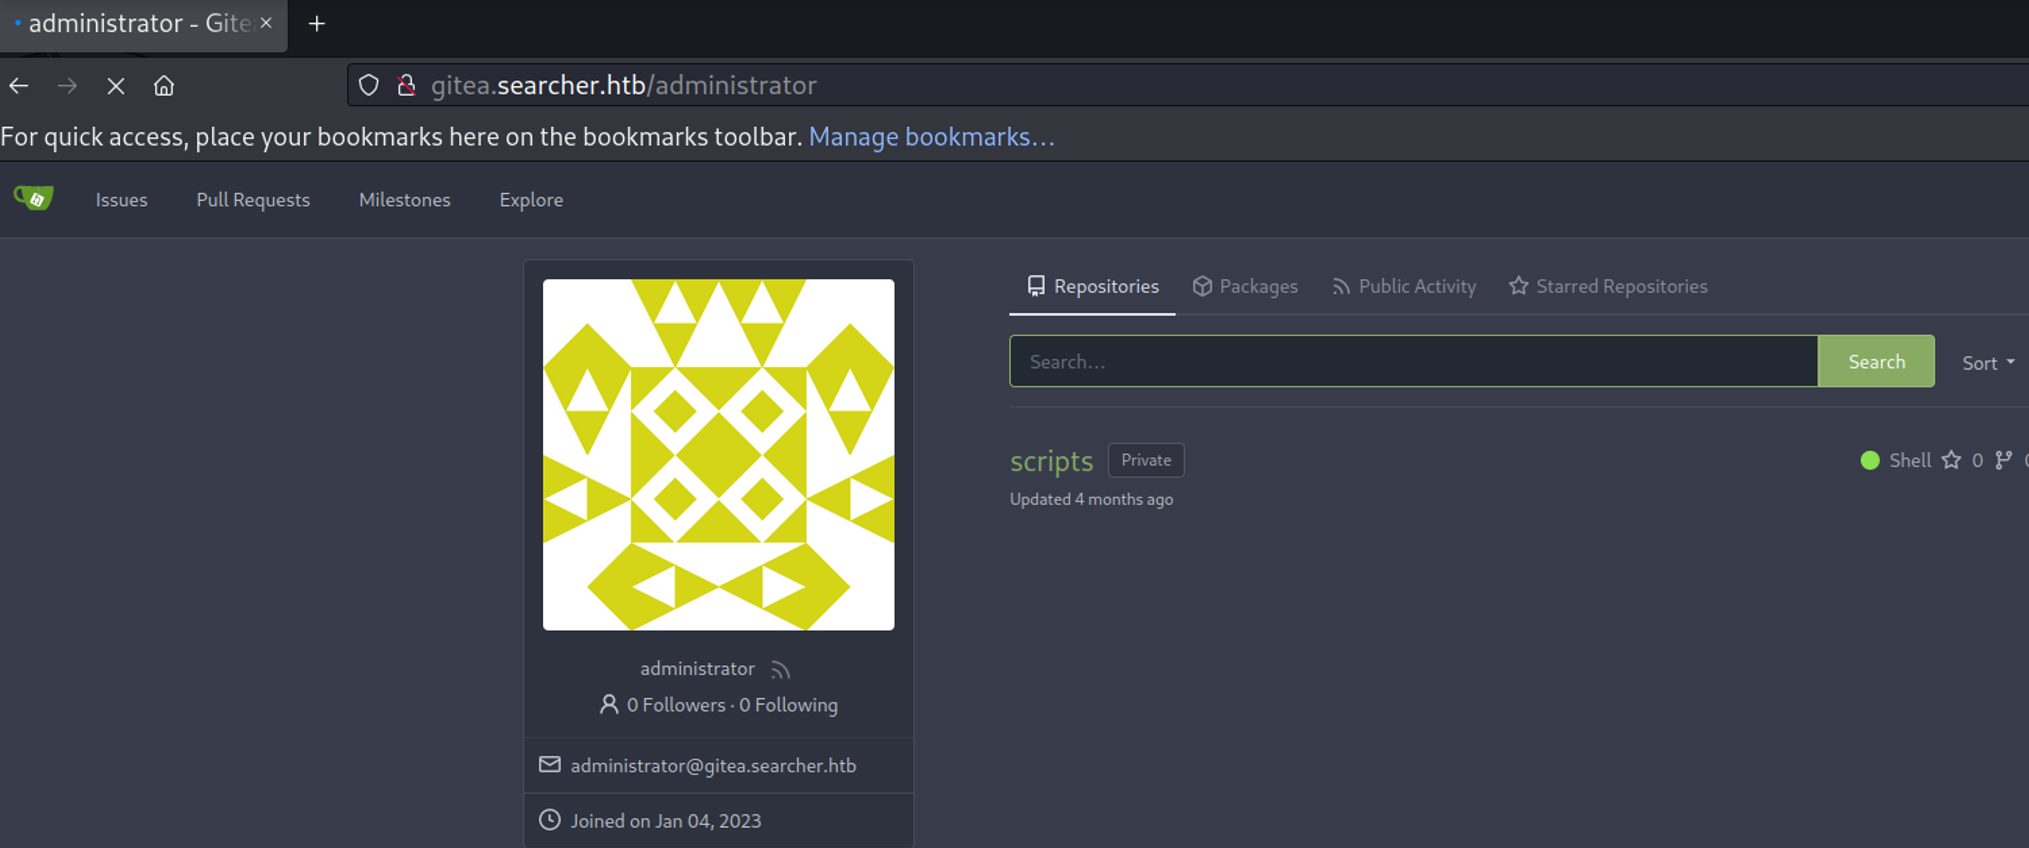 administrator - Gite
gitea.searcher.htb/administrator
For quick access, place your bookmarks here on the bookmarks toolbar. Manage bookmarks...
Issues Pull Requests Milestones Explore
Repositories Packages Public Activity Starred Repositories
Search... Search Sort
scripts Private Shell 0
Updated 4 months ago
administrator
0 Followers · 0 Following
administrator@gitea.searcher.htb
Joined on Jan 04, 2023